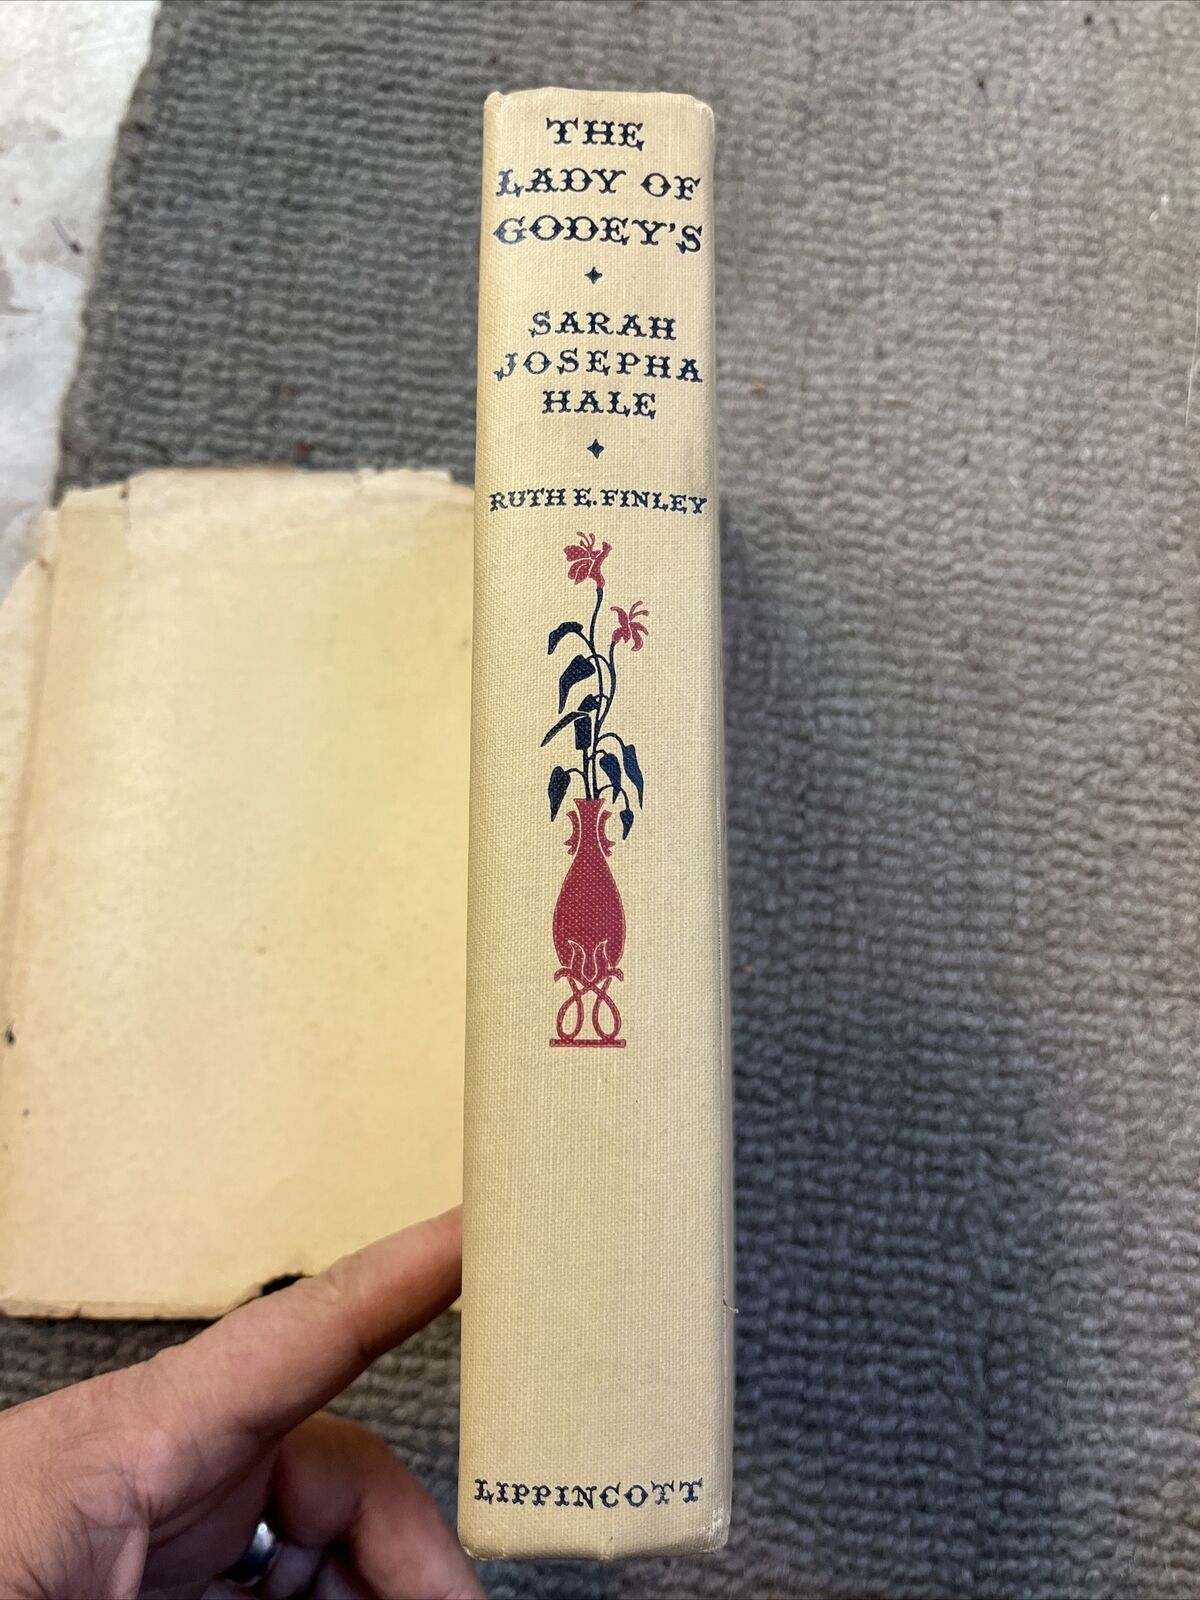 THE
LADY OF
GODEY'S
SARAH
JOSEPHA
HALE
RUTH E. FINLEY
LIPPINCOTT